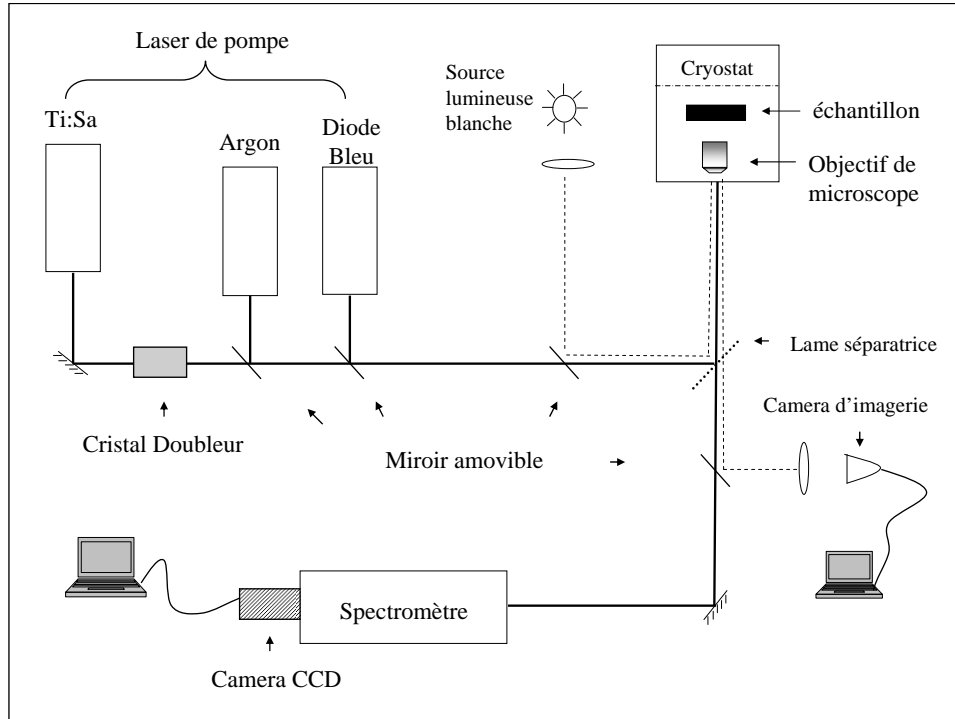 Laser de pompe
Ti:Sa
Argon
Diode
Bleu
Source
lumineuse
blanche
Cryostat
échantillon
Objectif de
microscope
Lame séparatrice
Camera d’imagerie
Cristal Doubleur
Miroir amovible
Spectromètre
Camera CCD